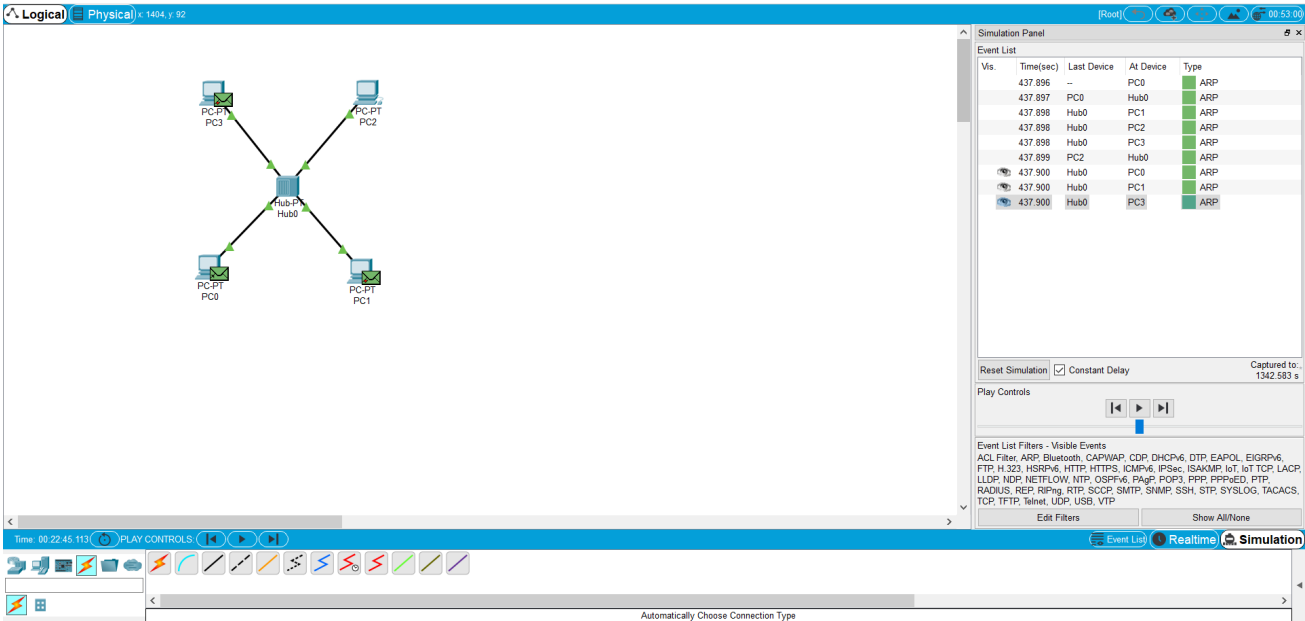 Logical Physical x: 1404, y: 92 [Root] 00:53:00
PC-PT
PC3
PC-PT
PC2
Hub-PT
Hub0
PC-PT
PC0
PC-PT
PC1
Simulation Panel
Event List
Vis. Time(sec) Last Device At Device Type
437.896 -- PC0 ARP
437.897 PC0 Hub0 ARP
437.898 Hub0 PC1 ARP
437.898 Hub0 PC2 ARP
437.898 Hub0 PC3 ARP
437.899 PC2 Hub0 ARP
437.900 Hub0 PC0 ARP
437.900 Hub0 PC1 ARP
437.900 Hub0 PC3 ARP
Reset Simulation Constant Delay Captured to:,
1342.583 s
Play Controls
Event List Filters - Visible Events
ACL Filter, ARP, Bluetooth, CAPWAP, CDP, DHCPv6, DTP, EAPOL, EIGRPv6,
FTP, H.323, HSRPv6, HTTP, HTTPS, ICMPv6, IPSec, ISAKMP, IoT, IoT TCP, LACP,
LLDP, NDP, NETFLOW, NTP, OSPFv6, PAgP, POP3, PPP, PPPoED, PTP,
RADIUS, REP, RIPng, RTP, SCCP, SMTP, SNMP, SSH, STP, SYSLOG, TACACS,
TCP, TFTP, Telnet, UDP, USB, VTP
Edit Filters Show All/None
Time: 00:22:45.113 PLAY CONTROLS: Event List Realtime Simulation
Automatically Choose Connection Type